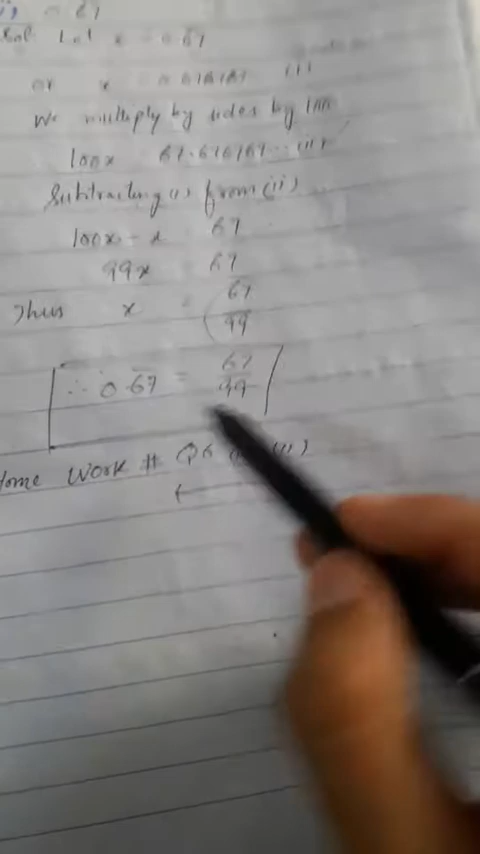 Sol. Let x = 0.67
or x = 0.676767 (i)
We multiply by sides by 100
100x = 67.676767... (ii)
Subtracting (i) from (ii)
100x - x = 67
99x = 67
Thus x = 67/99
∴ 0.67 = 67/99
Home Work # Q6